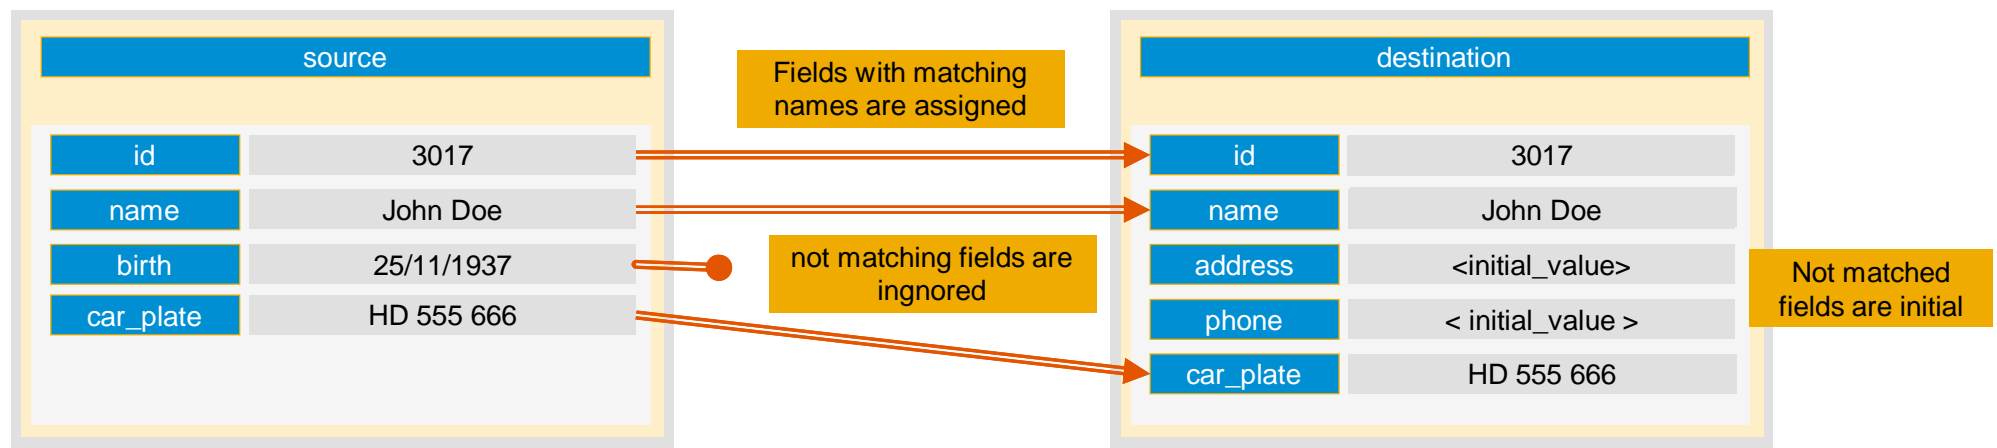 source
id 3017
name John Doe
birth 25/11/1937
car_plate HD 555 666
Fields with matching
names are assigned
not matching fields are
ingnored
destination
id 3017
name John Doe
address <initial_value>
phone < initial_value >
car_plate HD 555 666
Not matched
fields are initial